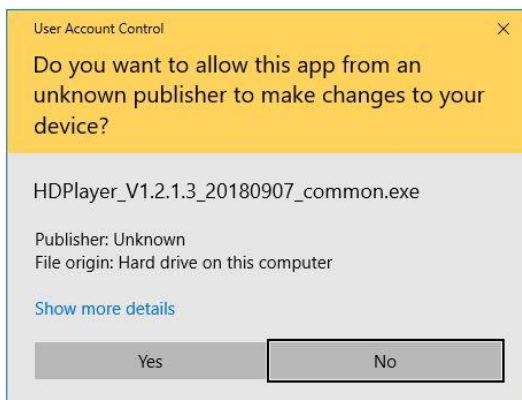 User Account Control
Do you want to allow this app from an
unknown publisher to make changes to your
device?
HDPlayer_V1.2.1.3_20180907_common.exe
Publisher: Unknown
File origin: Hard drive on this computer
Show more details
Yes
No